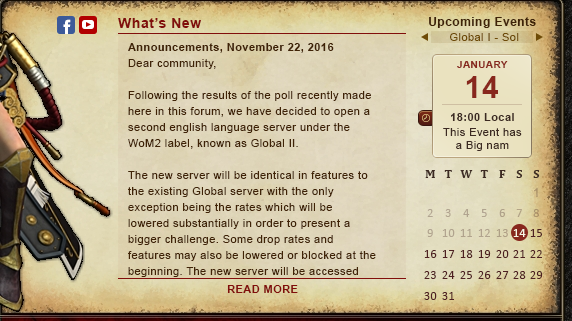 What's New
Announcements, November 22, 2016
Dear community,
Following the results of the poll recently made
here in this forum, we have decided to open a
second english language server under the
WoM2 label, known as Global II.
The new server will be identical in features to
the existing Global server with the only
exception being the rates which will be
lowered substantially in order to present a
bigger challenge. Some drop rates and
features may also be lowered or blocked at the
beginning. The new server will be accessed
READ MORE
Upcoming Events
Global I - Sol
JANUARY
14
18:00 Local
This Event has
a Big nam
M T W T F S S
1
2 3 4 5 6 7 8
9 10 11 12 13 14 15
16 17 18 19 20 21 22
23 24 25 26 27 28 29
30 31